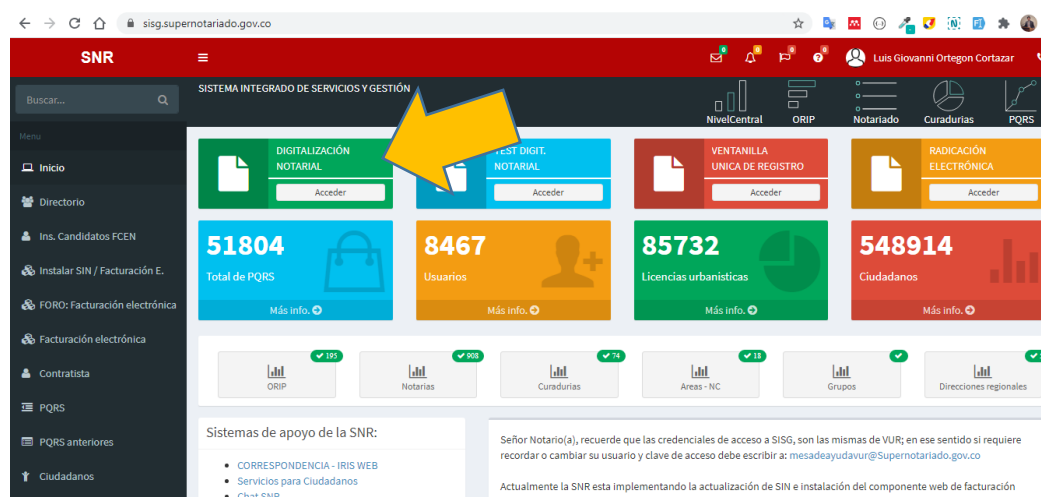 sisg.supernotariado.gov.co
SNR
0 0 0 0
Luis Giovanni Ortegon Cortazar
Buscar...
SISTEMA INTEGRADO DE SERVICIOS Y GESTIÓN
NivelCentral ORIP Notariado Curadurias PQRS
Menu
Inicio
Directorio
Ins. Candidatos FCEN
Instalar SIN / Facturación E.
FORO: Facturación electrónica
Facturación electrónica
Contratista
PQRS
PQRS anteriores
Ciudadanos
DIGITALIZACIÓN
NOTARIAL
Acceder
TEST DIGIT.
NOTARIAL
Acceder
VENTANILLA
UNICA DE REGISTRO
Acceder
RADICACIÓN
ELECTRÓNICA
Acceder
51804
Total de PQRS
Más info.
8467
Usuarios
Más info.
85732
Licencias urbanisticas
Más info.
548914
Ciudadanos
Más info.
195
ORIP
908
Notarias
74
Curadurias
18
Areas - NC
Grupos
Direcciones regionales
Sistemas de apoyo de la SNR:
CORRESPONDENCIA - IRIS WEB
Servicios para Ciudadanos
Chat SNR
Señor Notario(a), recuerde que las credenciales de acceso a SISG, son las mismas de VUR; en ese sentido si requiere
recordar o cambiar su usuario y clave de acceso debe escribir a: mesadeayudavur@Supernotariado.gov.co
Actualmente la SNR esta implementando la actualización de SIN e instalación del componente web de facturación